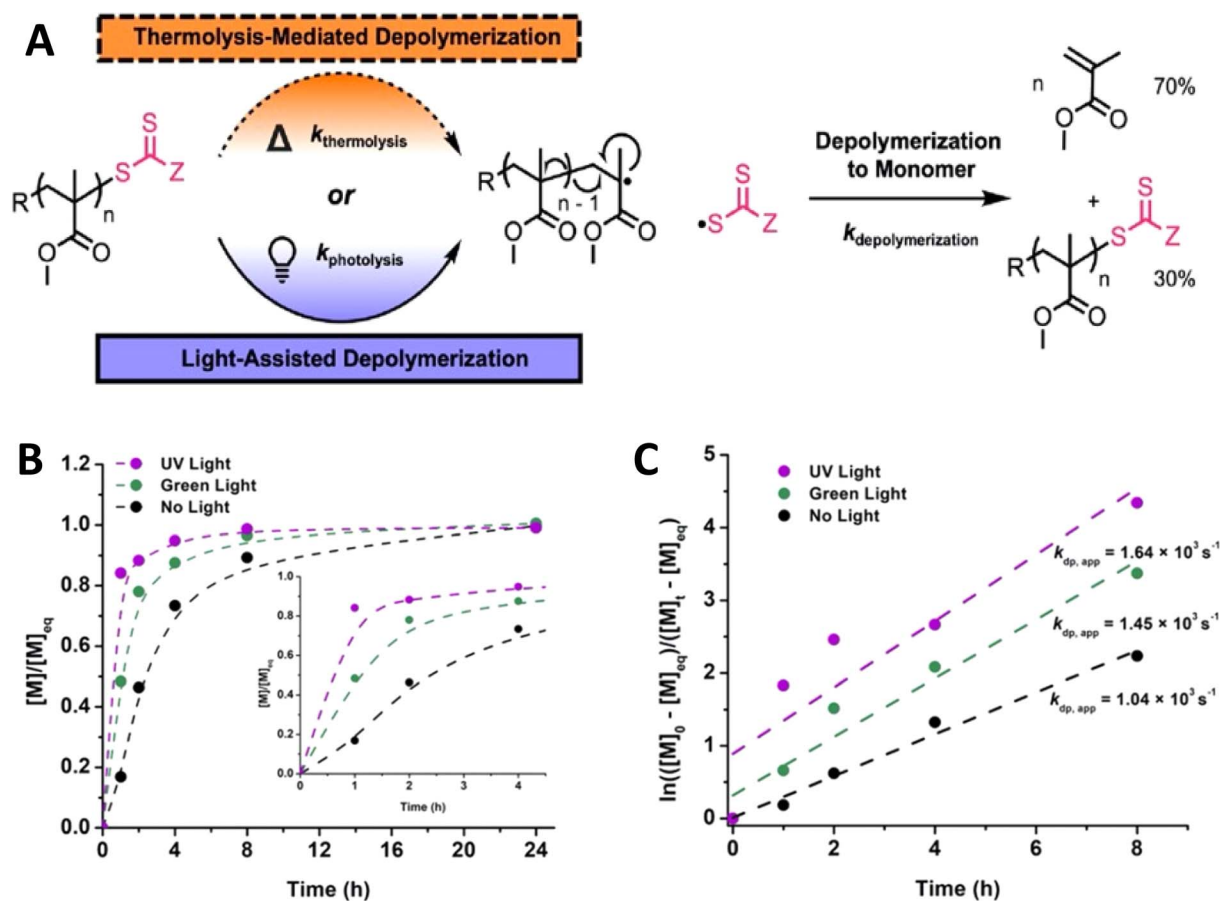 A
Thermolysis-Mediated Depolymerization
Δ k thermolysis
or
k photolysis
Light-Assisted Depolymerization
S
S
Z
R
n
O
O
R
n - 1
O
O
O
O
S
•S
Z
Depolymerization
to Monomer
k depolymerization
n
O
O
70%
+
S
S
Z
R
n
O
O
30%
B
UV Light
Green Light
No Light
[M]/[M]eq
1.2
1.0
0.8
0.6
0.4
0.2
0.0
0 4 8 12 16 20 24
Time (h)
[M]/[M]eq
1.0
0.8
0.6
0.4
0.2
0.0
0 1 2 3 4
Time (h)
C
UV Light
Green Light
No Light
ln(([M]0 - [M]eq)/([M]t - [M]eq)
5
4
3
2
1
0
0 2 4 6 8
Time (h)
kdp, app = 1.64 × 10³ s⁻¹
kdp, app = 1.45 × 10³ s⁻¹
kdp, app = 1.04 × 10³ s⁻¹